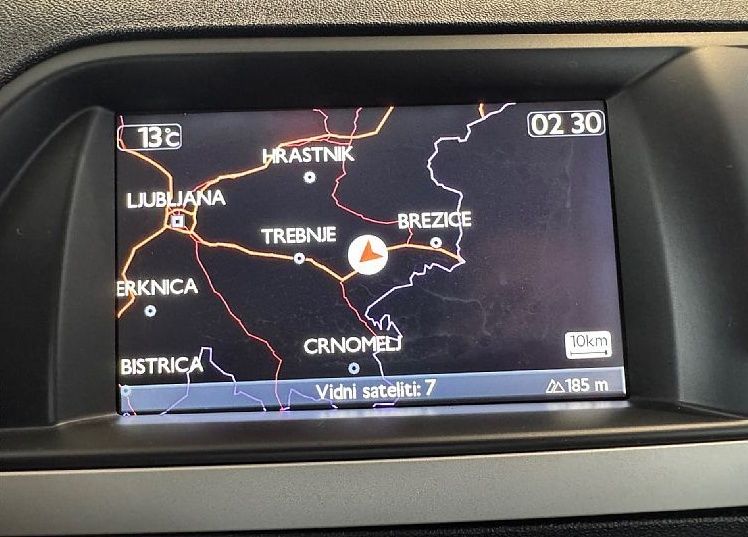 13°C
02 30
HRASTNIK
LJUBLJANA
BREZICE
TREBNJE
ERKNICA
10km
CRNOMELJ
BISTRICA
Vidni sateliti: 7
185 m